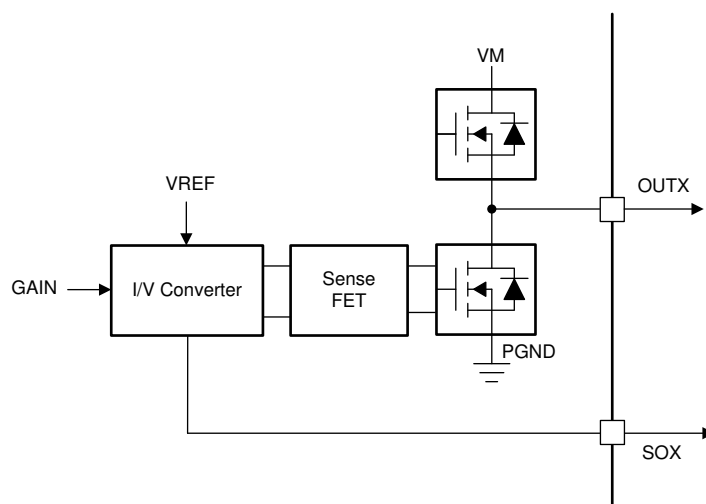 VM
VREF
OUTX
GAIN
I/V Converter
Sense
FET
PGND
SOX